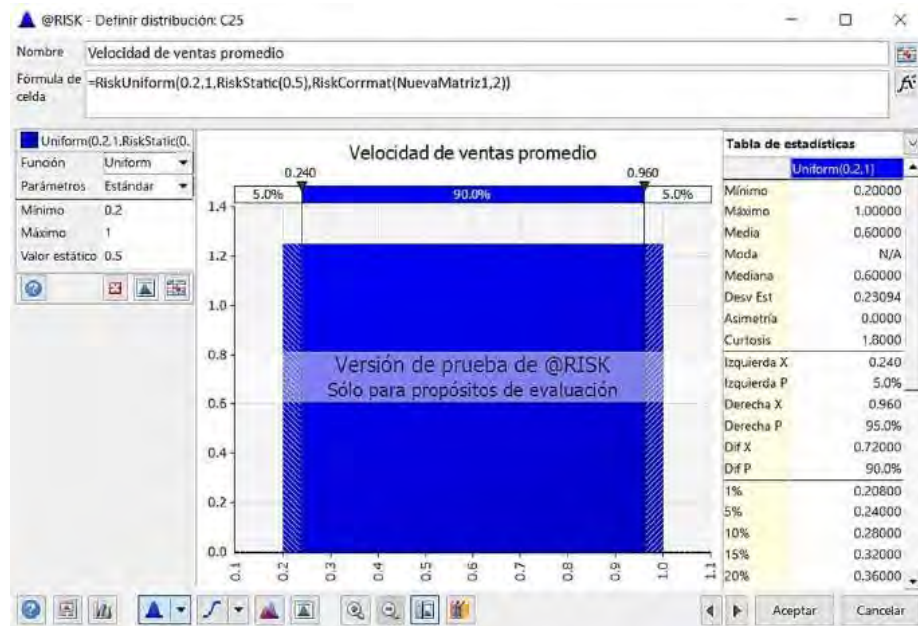 @RISK - Definir distribución: C25
Nombre Velocidad de ventas promedio
Fórmula de celda =RiskUniform(0.2,1,RiskStatic(0.5),RiskCorrmat(NuevaMatriz1,2))
Uniform(0.2,1,RiskStatic(0.
Función Uniform
Parámetros Estándar
Mínimo 0.2
Máximo 1
Valor estático 0.5
Velocidad de ventas promedio
0.240 0.960
5.0% 90.0% 5.0%
1.4
1.2
1.0
0.8
0.6
0.4
0.2
0.0
0.1 0.2 0.3 0.4 0.5 0.6 0.7 0.8 0.9 1.0 1.1
Versión de prueba de @RISK
Sólo para propósitos de evaluación
Tabla de estadísticas
Uniform(0.2,1)
Mínimo 0.20000
Máximo 1.00000
Media 0.60000
Moda N/A
Mediana 0.60000
Desv Est 0.23094
Asimetría 0.0000
Curtosis 1.8000
Izquierda X 0.240
Izquierda P 5.0%
Derecha X 0.960
Derecha P 95.0%
Dif X 0.72000
Dif P 90.0%
1% 0.20800
5% 0.24000
10% 0.28000
15% 0.32000
20% 0.36000
Aceptar Cancelar